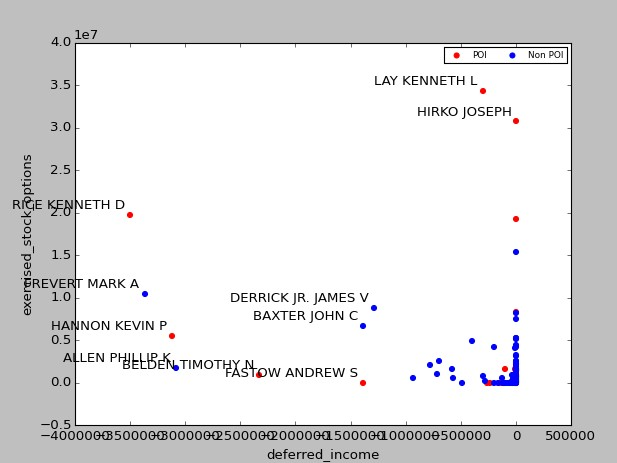 1e7
4.0
3.5
3.0
2.5
2.0
1.5
1.0
0.5
0.0
−0.5
exercised_stock_options
POI
Non POI
LAY KENNETH L
HIRKO JOSEPH
RICE KENNETH D
FREVERT MARK A
DERRICK JR. JAMES V
BAXTER JOHN C
HANNON KEVIN P
ALLEN PHILLIP K
BELDEN TIMOTHY N
FASTOW ANDREW S
−4000000
−3500000
−3000000
−2500000
−2000000
−1500000
−1000000
−500000
0
500000
deferred_income